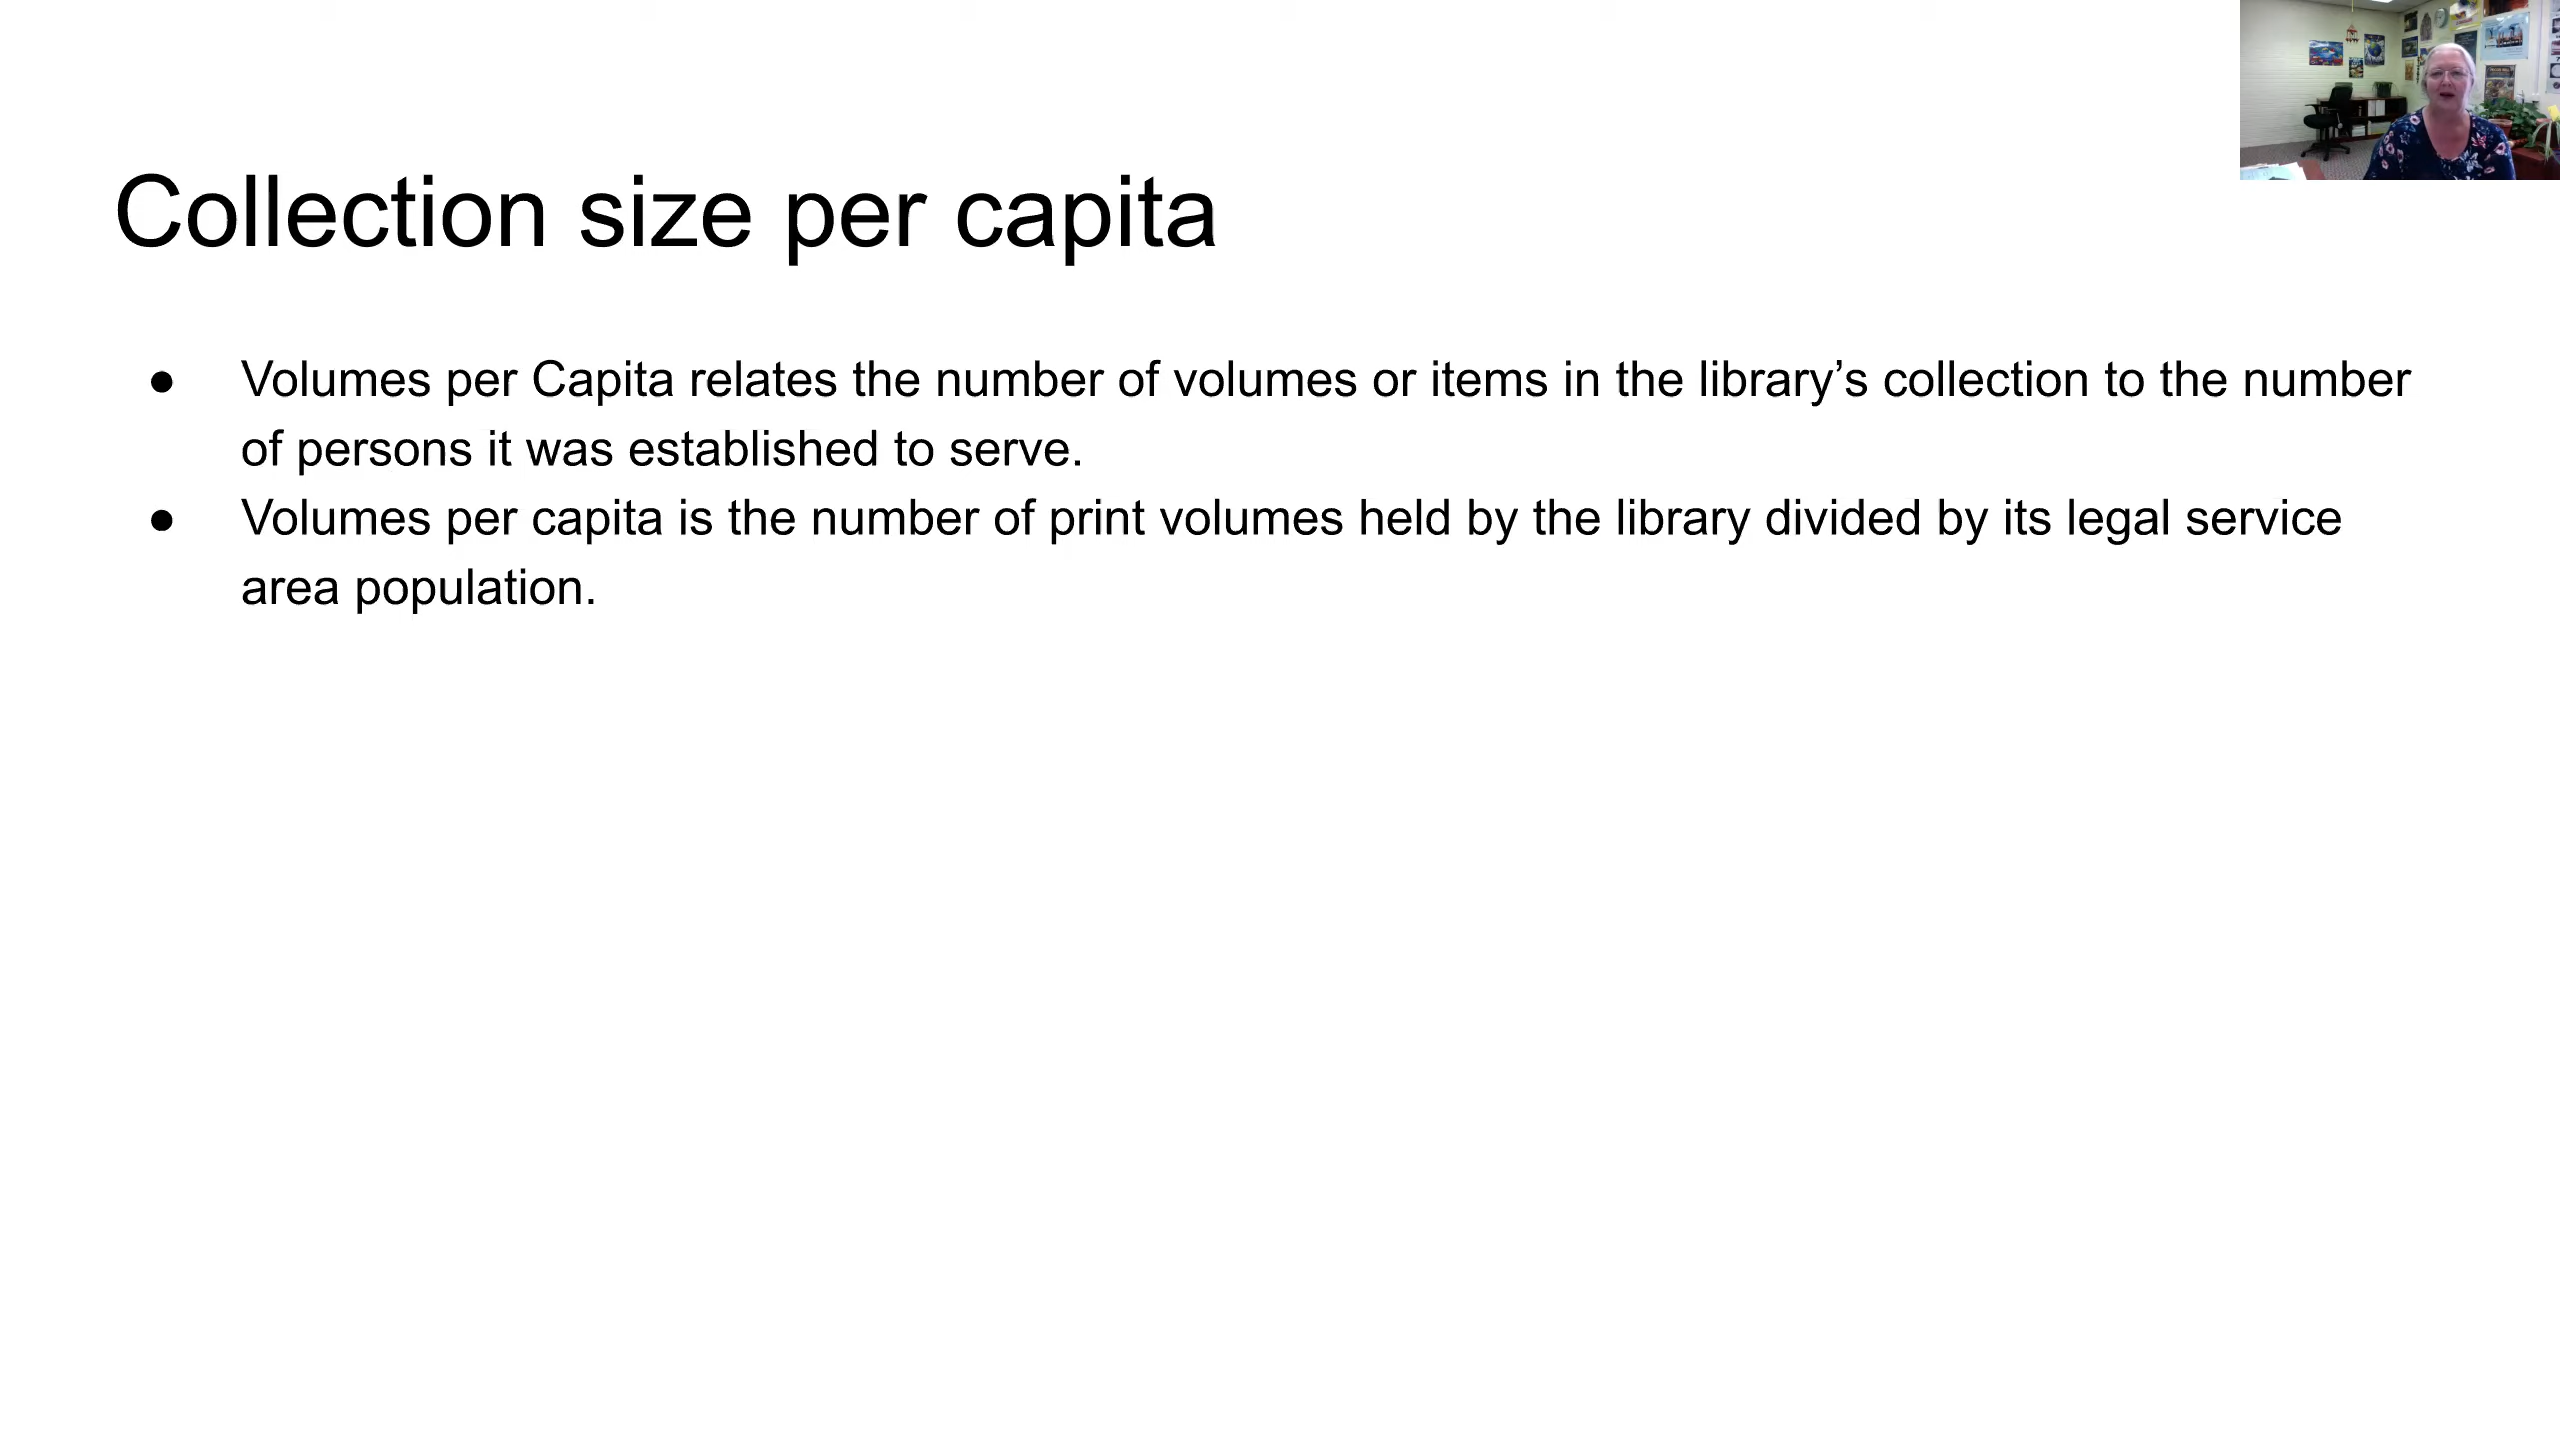 Collection size per capita
● Volumes per Capita relates the number of volumes or items in the library’s collection to the number
of persons it was established to serve.
● Volumes per capita is the number of print volumes held by the library divided by its legal service
area population.